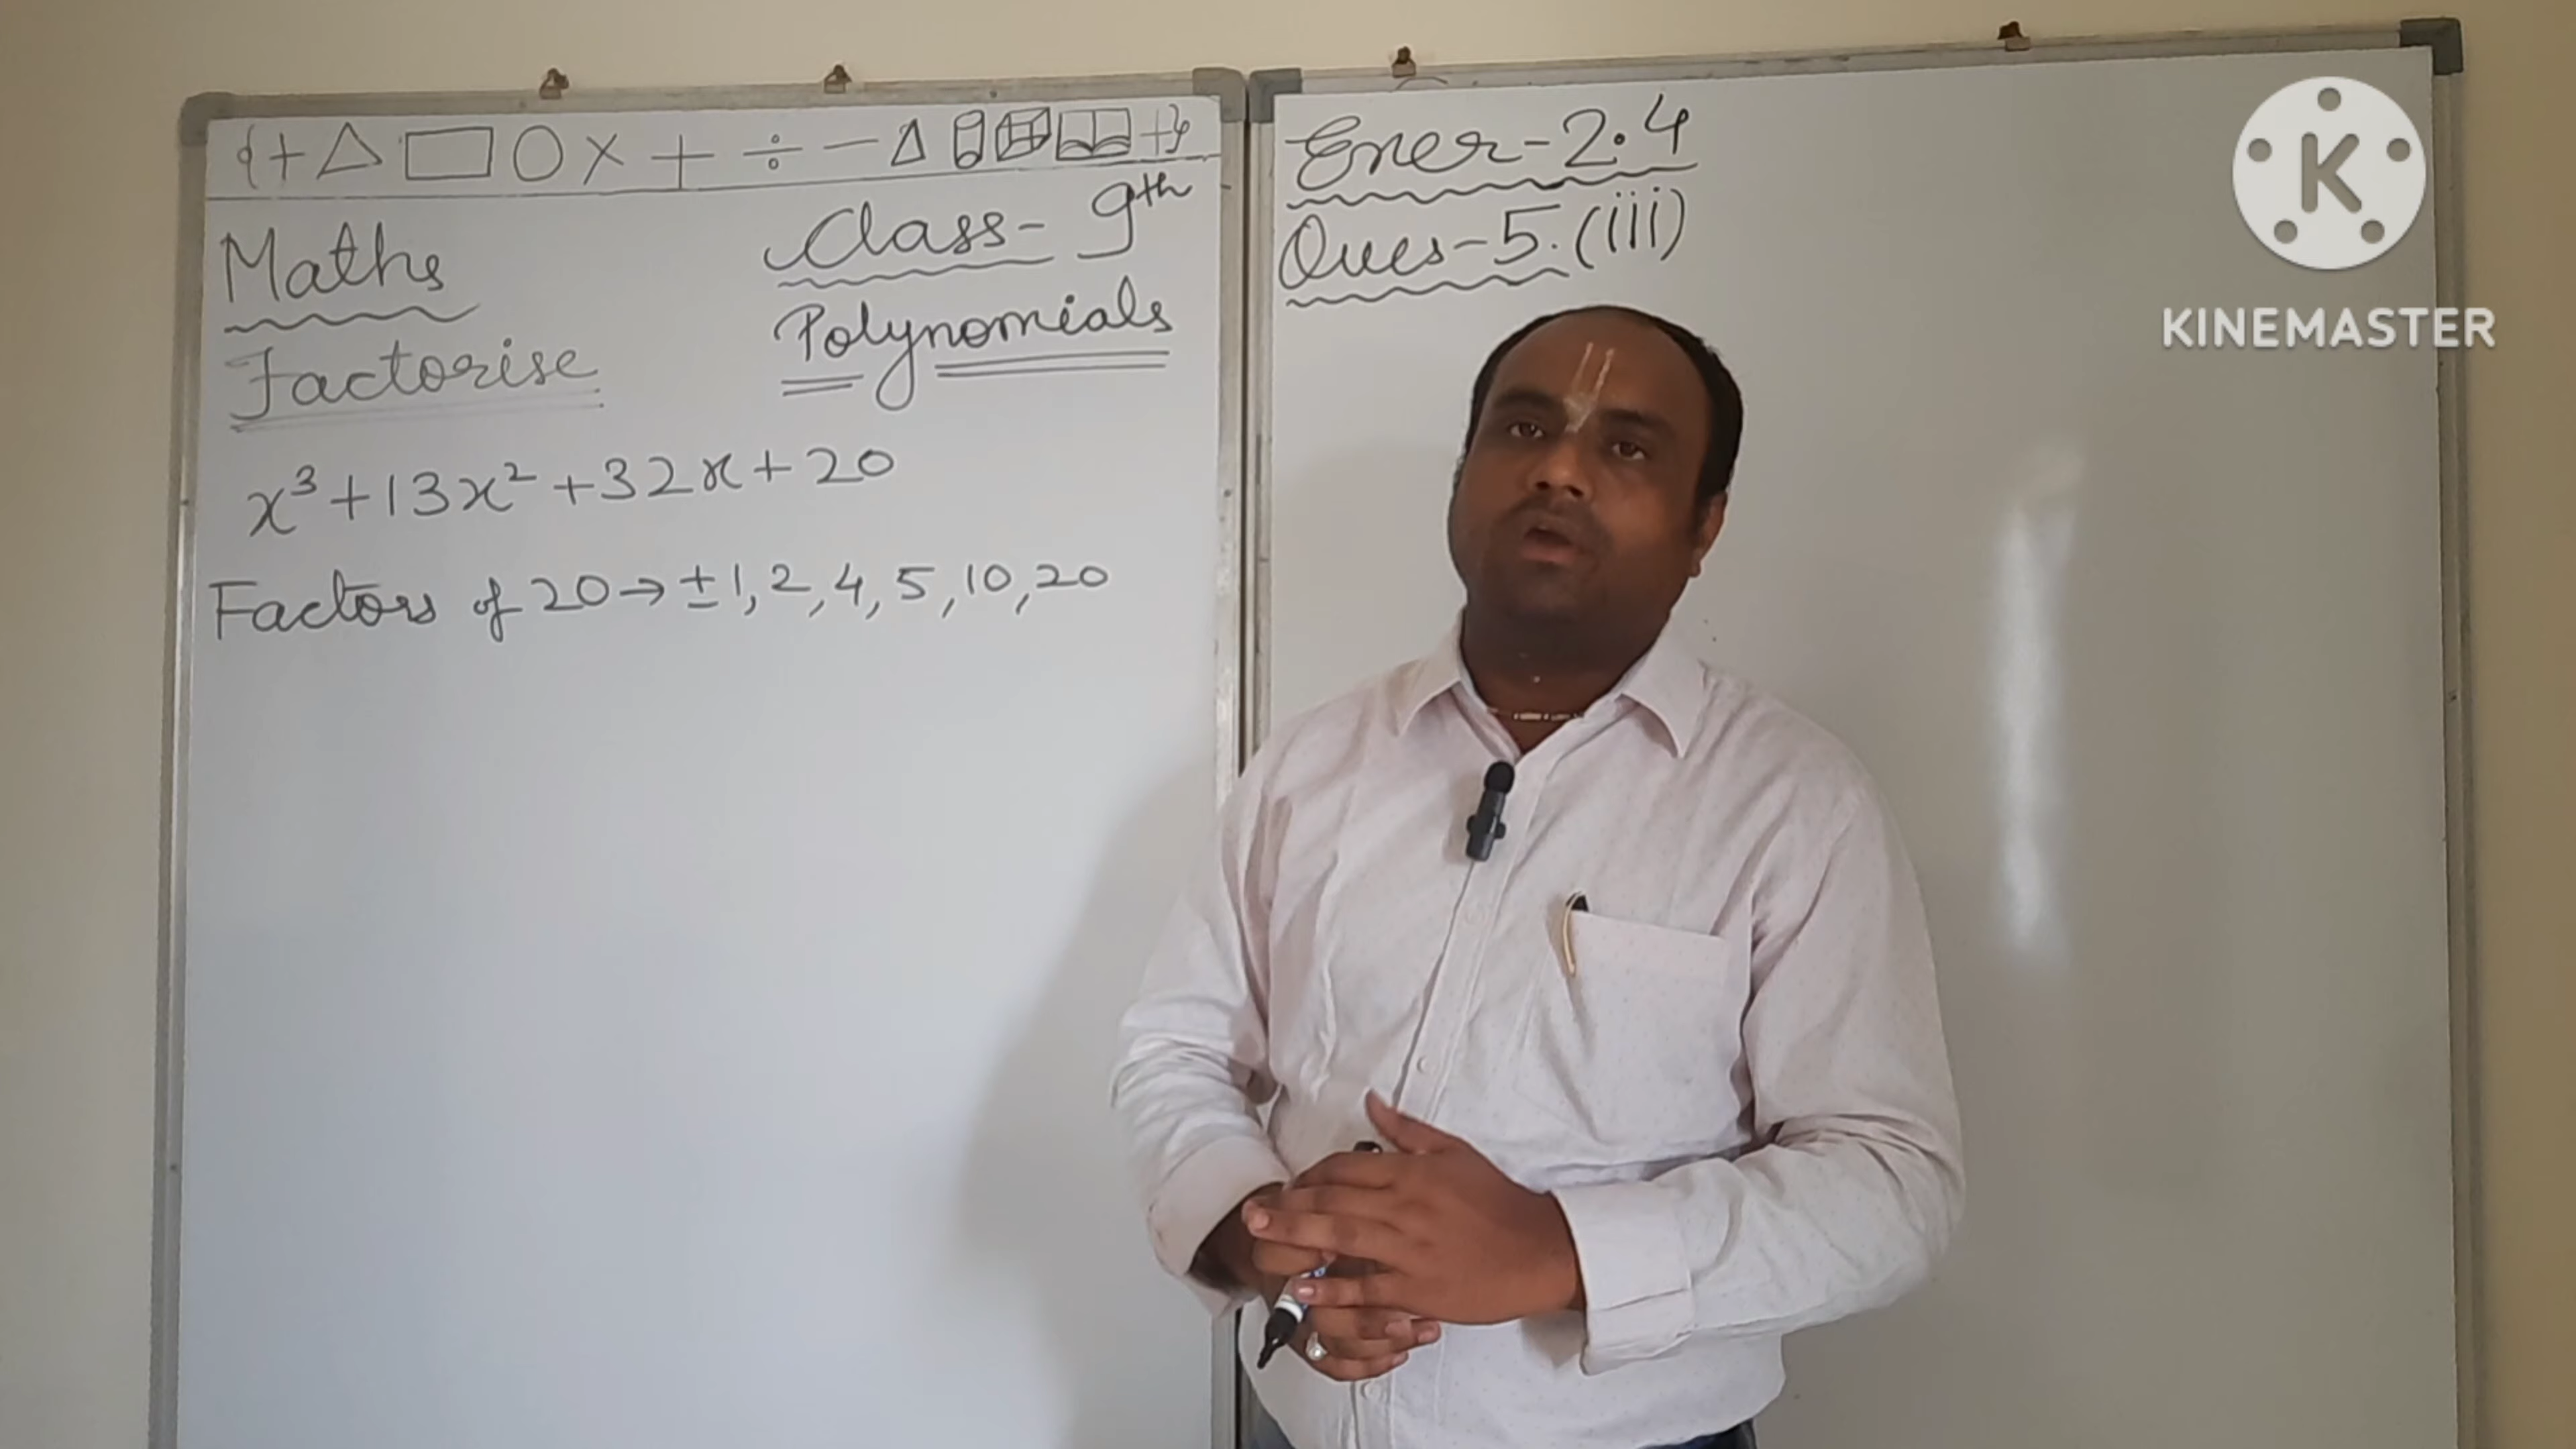 {+ △ ▭ ○ × + ÷ − +}
Maths
Class- 9th
Polynomials
Factorise
x³+13x²+32x+20
Factors of 20→±1,2,4,5,10,20
Exer-2.4
Ques-5.(iii)
K
KINEMASTER